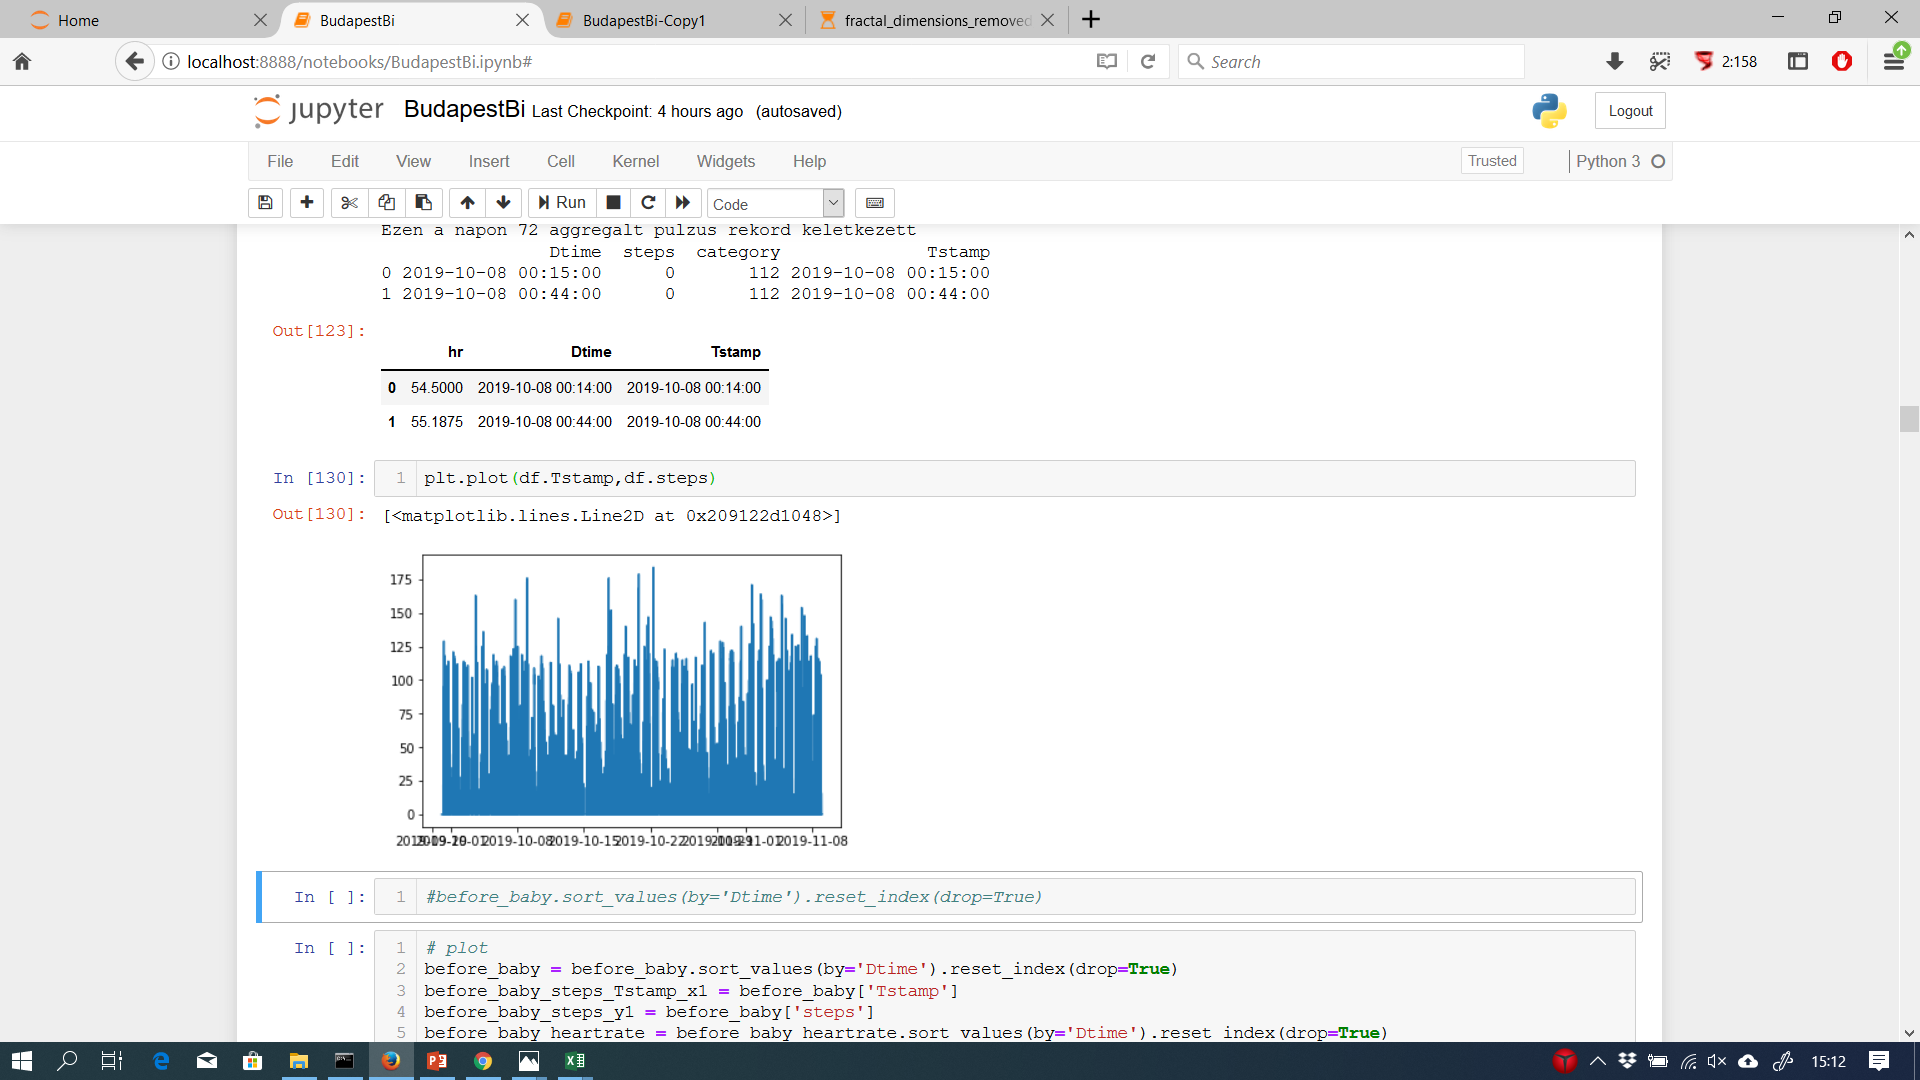 Home
BudapestBi
BudapestBi-Copy1
fractal_dimensions_removed
localhost:8888/notebooks/BudapestBi.ipynb#
Search
2:158
jupyter BudapestBi Last Checkpoint: 4 hours ago (autosaved)
Logout
File Edit View Insert Cell Kernel Widgets Help
Trusted
Python 3
Run
Code
Ezen a napon 72 aggregalt pulzus rekord keletkezett
Dtime steps category Tstamp
0 2019-10-08 00:15:00 0 112 2019-10-08 00:15:00
1 2019-10-08 00:44:00 0 112 2019-10-08 00:44:00
Out[123]:
hr Dtime Tstamp
0 54.5000 2019-10-08 00:14:00 2019-10-08 00:14:00
1 55.1875 2019-10-08 00:44:00 2019-10-08 00:44:00
In [130]: 1 plt.plot(df.Tstamp,df.steps)
Out[130]: [<matplotlib.lines.Line2D at 0x209122d1048>]
175
150
125
100
75
50
25
0
2019-10-08 2019-10-15 2019-10-22 2019-11-08
In [ ]: 1 #before_baby.sort_values(by='Dtime').reset_index(drop=True)
In [ ]: 1 # plot
2 before_baby = before_baby.sort_values(by='Dtime').reset_index(drop=True)
3 before_baby_steps_Tstamp_x1 = before_baby['Tstamp']
4 before_baby_steps_y1 = before_baby['steps']
5 before_baby_heartrate = before_baby_heartrate.sort_values(by='Dtime').reset_index(drop=True)
15:12